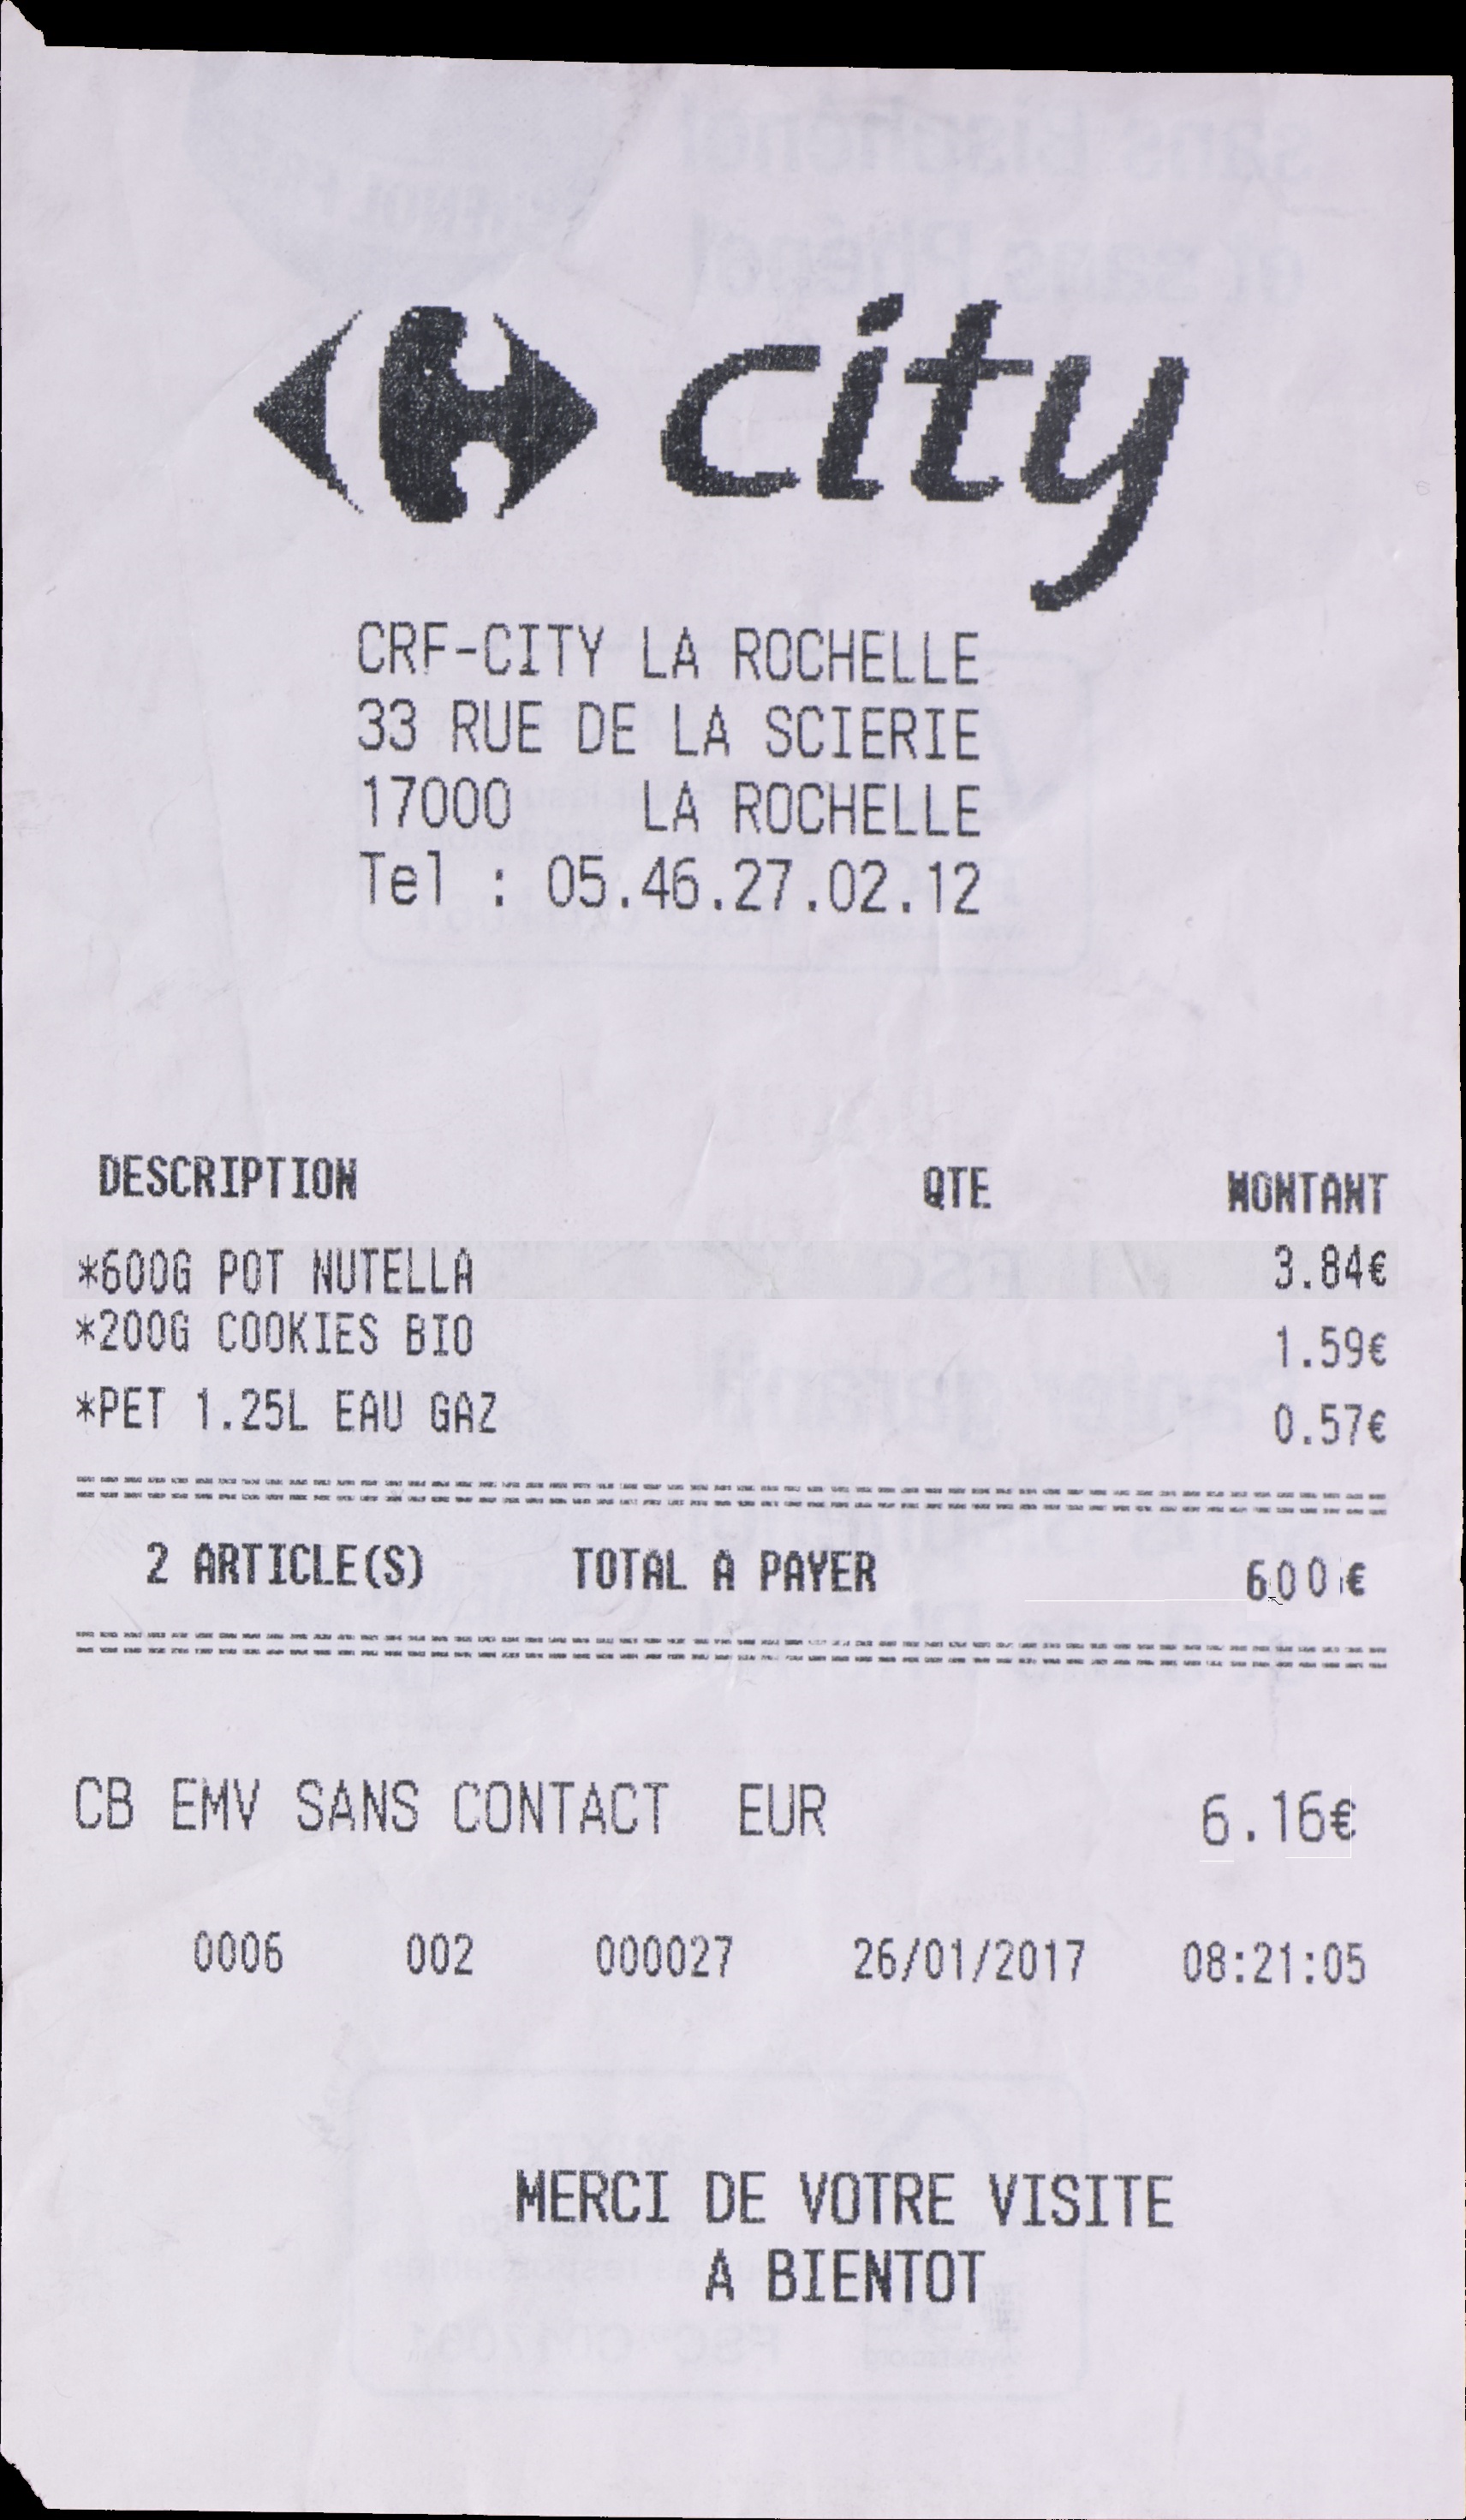 city
CRF-CITY LA ROCHELLE
33 RUE DE LA SCIERIE
17000 LA ROCHELLE
Tel : 05.46.27.02.12
DESCRIPTION QTE MONTANT
*600G POT NUTELLA 3.84€
*200G COOKIES BIO 1.59€
*PET 1.25L EAU GAZ 0.57€
2 ARTICLE(S) TOTAL A PAYER 600€
CB EMV SANS CONTACT EUR 6.16€
0006 002 000027 26/01/2017 08:21:05
MERCI DE VOTRE VISITE
A BIENTOT